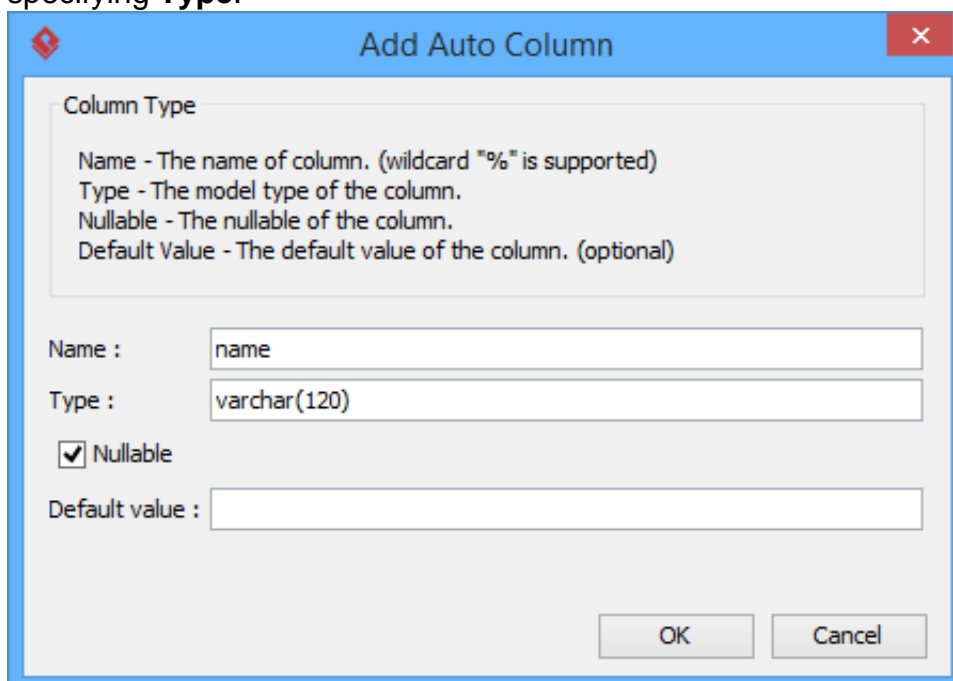 specifying Type.
Add Auto Column
Column Type
Name - The name of column. (wildcard "%" is supported)
Type - The model type of the column.
Nullable - The nullable of the column.
Default Value - The default value of the column. (optional)
Name : name
Type : varchar(120)
Nullable
Default value :
OK Cancel